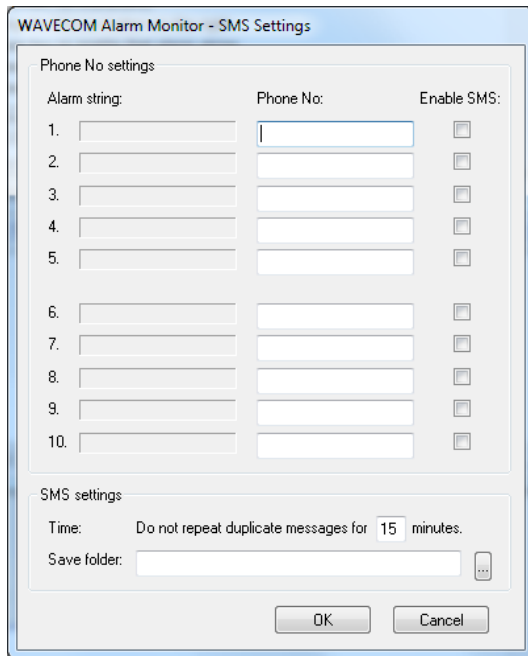 WAVECOM Alarm Monitor - SMS Settings
Phone No settings
Alarm string: Phone No: Enable SMS:
1.
2.
3.
4.
5.
6.
7.
8.
9.
10.
SMS settings
Time: Do not repeat duplicate messages for 15 minutes.
Save folder: ...
OK Cancel